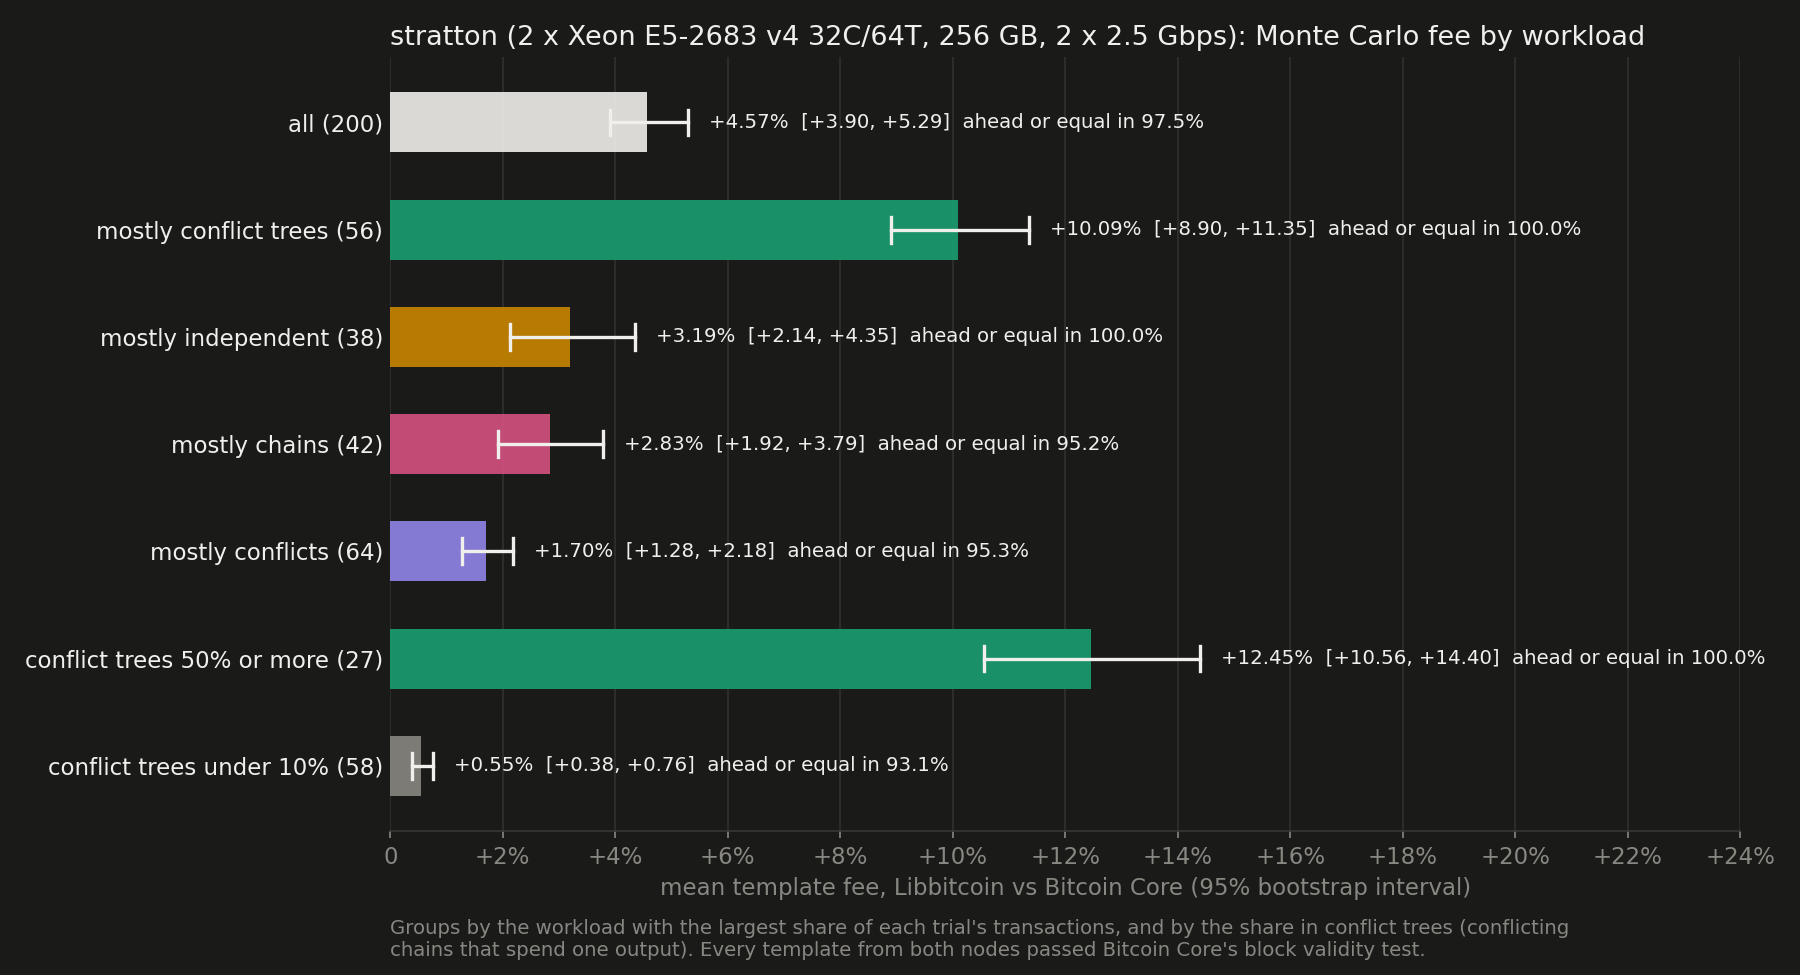 stratton (2 x Xeon E5-2683 v4 32C/64T, 256 GB, 2 x 2.5 Gbps): Monte Carlo fee by workload
all (200)
+4.57% [+3.90, +5.29] ahead or equal in 97.5%
mostly conflict trees (56)
+10.09% [+8.90, +11.35] ahead or equal in 100.0%
mostly independent (38)
+3.19% [+2.14, +4.35] ahead or equal in 100.0%
mostly chains (42)
+2.83% [+1.92, +3.79] ahead or equal in 95.2%
mostly conflicts (64)
+1.70% [+1.28, +2.18] ahead or equal in 95.3%
conflict trees 50% or more (27)
+12.45% [+10.56, +14.40] ahead or equal in 100.0%
conflict trees under 10% (58)
+0.55% [+0.38, +0.76] ahead or equal in 93.1%
0 +2% +4% +6% +8% +10% +12% +14% +16% +18% +20% +22% +24%
mean template fee, Libbitcoin vs Bitcoin Core (95% bootstrap interval)
Groups by the workload with the largest share of each trial's transactions, and by the share in conflict trees (conflicting
chains that spend one output). Every template from both nodes passed Bitcoin Core's block validity test.